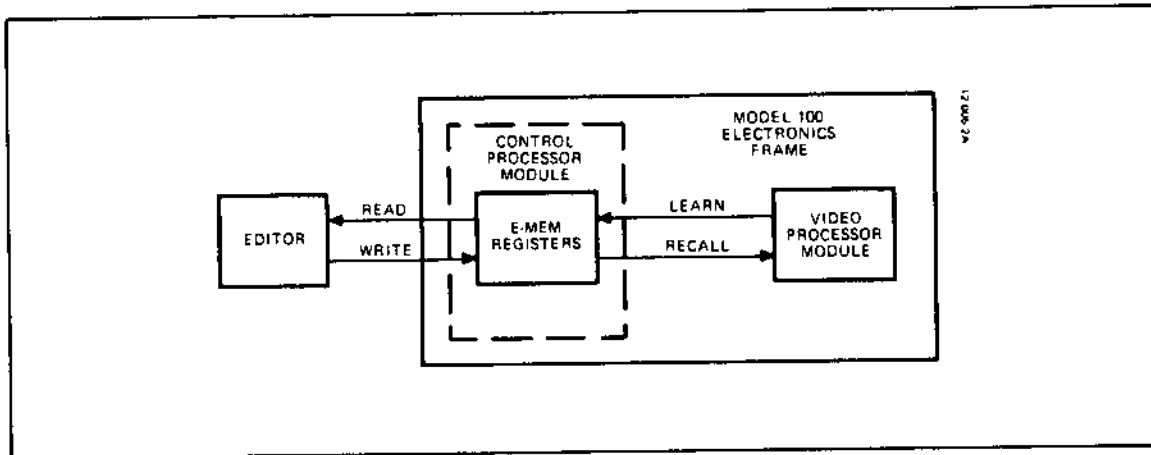 MODEL 100
ELECTRONICS
FRAME
CONTROL
PROCESSOR
MODULE
EDITOR
READ
WRITE
E-MEM
REGISTERS
LEARN
RECALL
VIDEO
PROCESSOR
MODULE